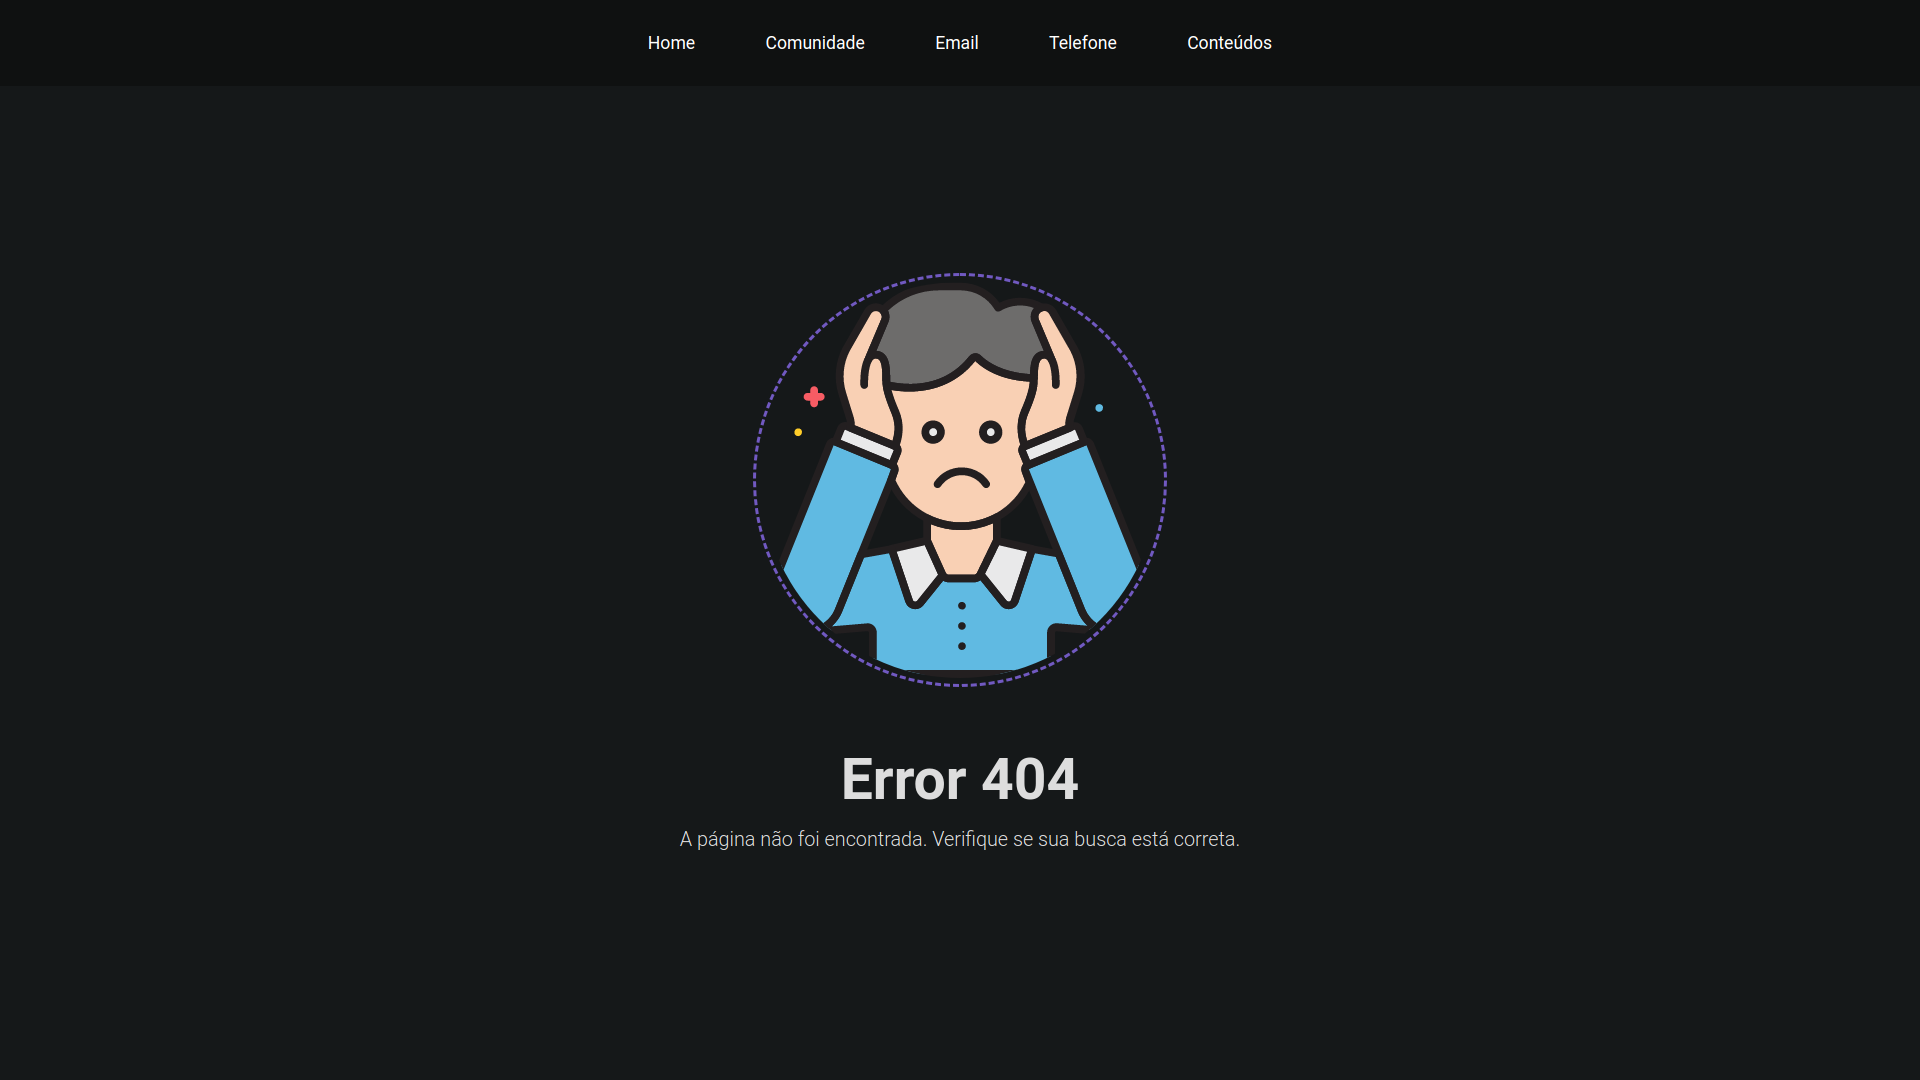 Home Comunidade Email Telefone Conteúdos
Error 404
A página não foi encontrada. Verifique se sua busca está correta.